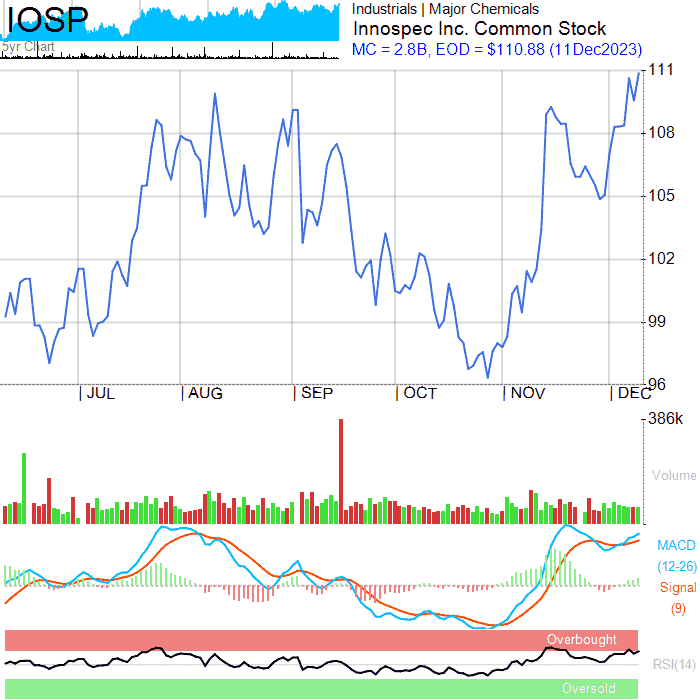 IOSP
5yr Chart
Industrials | Major Chemicals
Innospec Inc. Common Stock
MC = 2.8B, EOD = $110.88 (11Dec2023)
111
108
105
102
99
96
| JUL | AUG | SEP | OCT | NOV | DEC
386k
Volume
MACD
(12-26)
Signal
(9)
Overbought
RSI(14)
Oversold